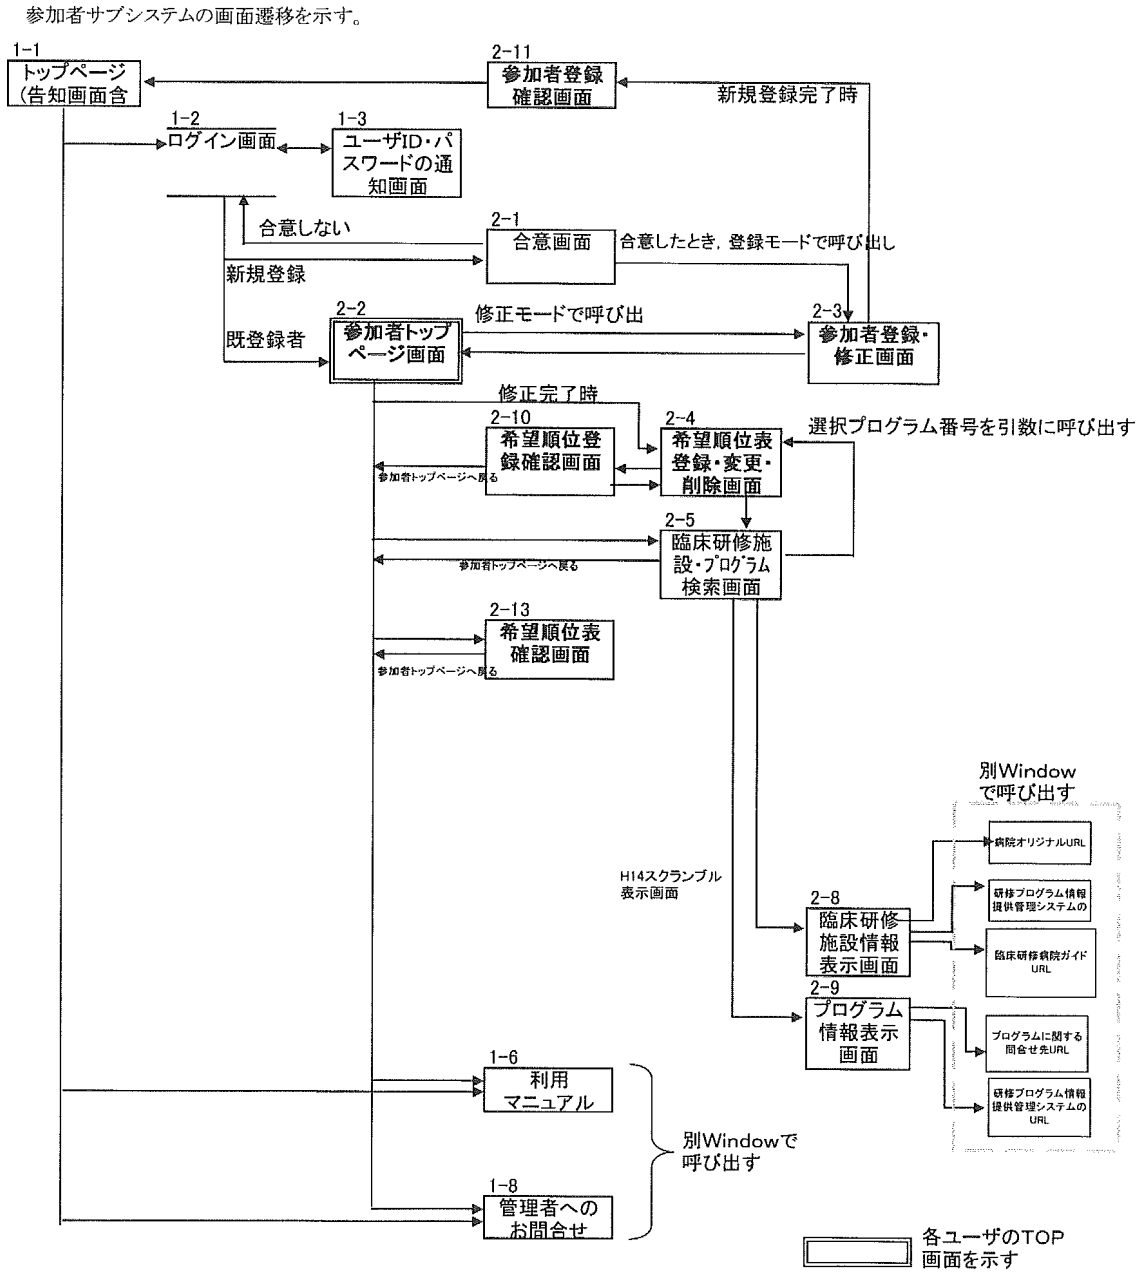 参加者サブシステムの画面遷移を示す。
1-1
トップページ
(告知画面含
2-11
参加者登録
確認画面
新規登録完了時
1-2
ログイン画面
1-3
ユーザID・パ
スワードの通
知画面
合意しない
2-1
合意画面
合意したとき，登録モードで呼び出し
新規登録
2-2
参加者トップ
ページ画面
修正モードで呼び出
2-3
参加者登録・
修正画面
既登録者
修正完了時
2-10
希望順位登
録確認画面
参加者トップページへ戻る
2-4
希望順位表
登録・変更・
削除画面
選択プログラム番号を引数に呼び出す
2-5
臨床研修施
設・プログラム
検索画面
参加者トップページへ戻る
2-13
希望順位表
確認画面
参加者トップページへ戻る
別Window
で呼び出す
病院オリジナルURL
H14スクランブル
表示画面
研修プログラム情報
提供管理システムの
2-8
臨床研修
施設情報
表示画面
臨床研修病院ガイド
URL
2-9
プログラム
情報表示
画面
プログラムに関する
問合せ先URL
研修プログラム情報
提供管理システムの
URL
1-6
利用
マニュアル
別Windowで
呼び出す
1-8
管理者への
お問合せ
各ユーザのTOP
画面を示す